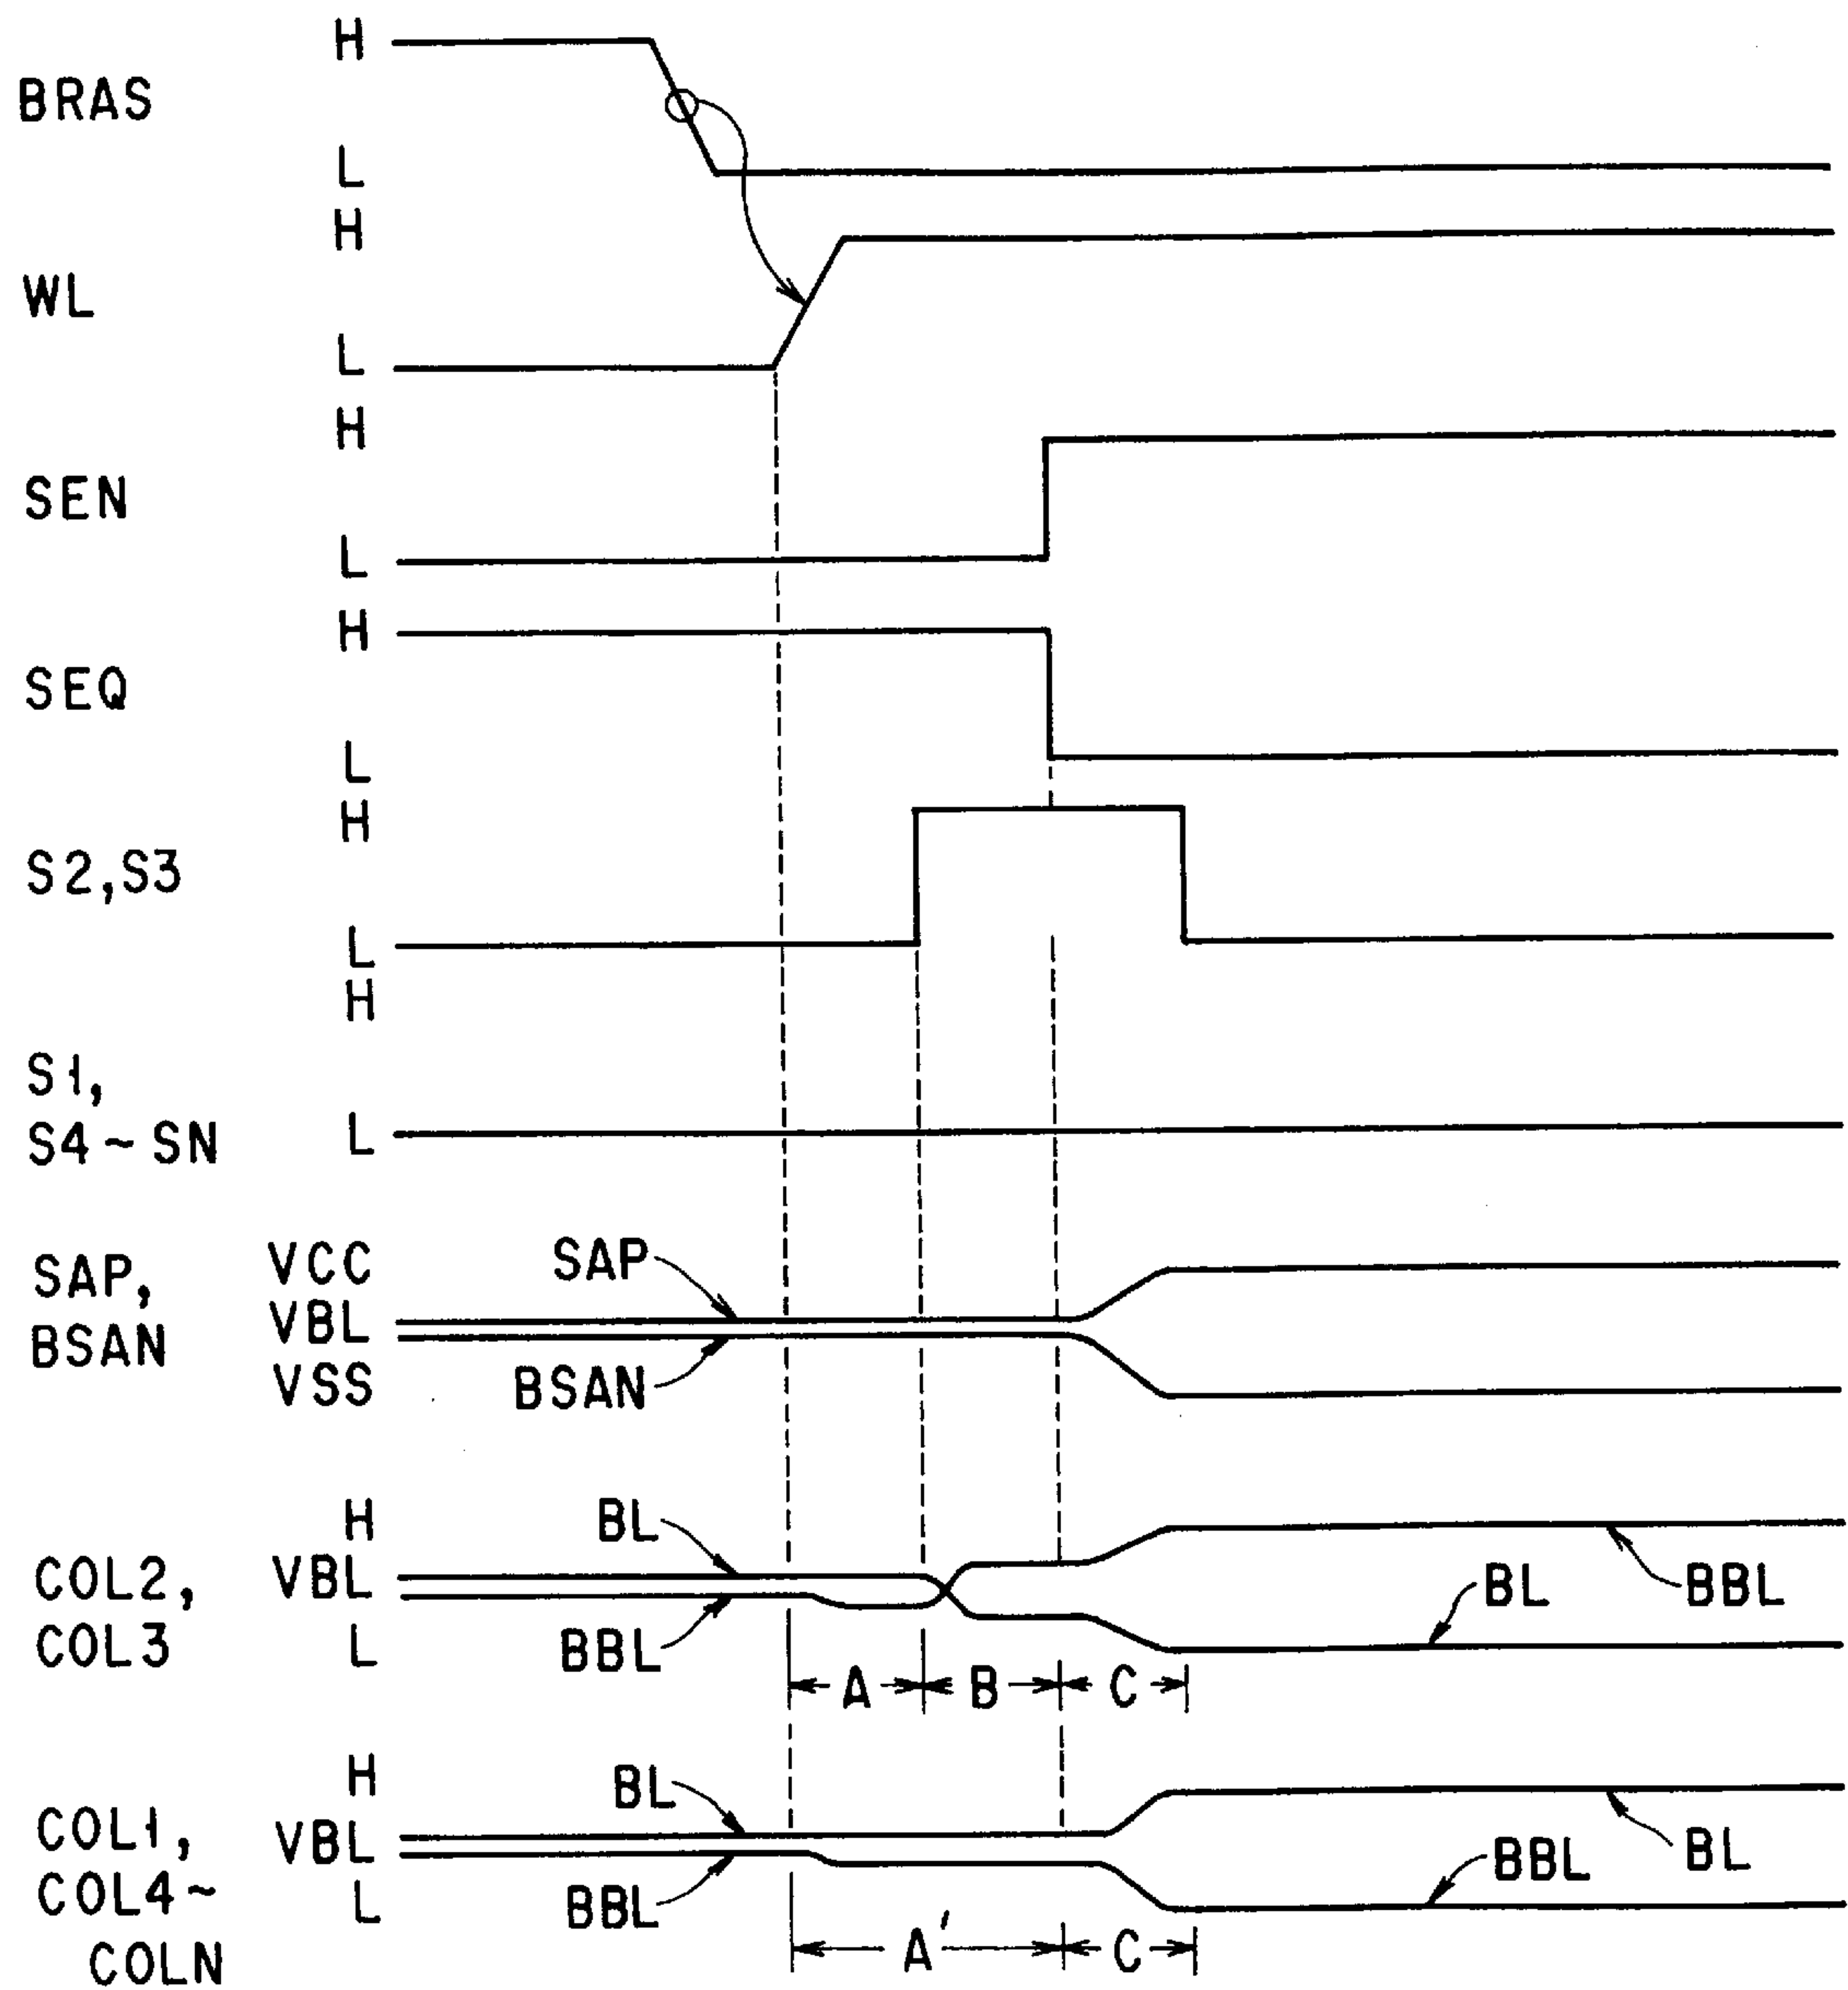 H
BRAS
L
H
WL
L
H
SEN
L
H
SEQ
L
H
S2,S3
L
H
S1,
S4~SN L
SAP, VCC SAP
VBL
BSAN
VSS BSAN
H BL
COL2, VBL BL BBL
COL3 L BBL
A B C
H BL
COL1, VBL BBL BL
COL4~ L BBL
COLN A' C